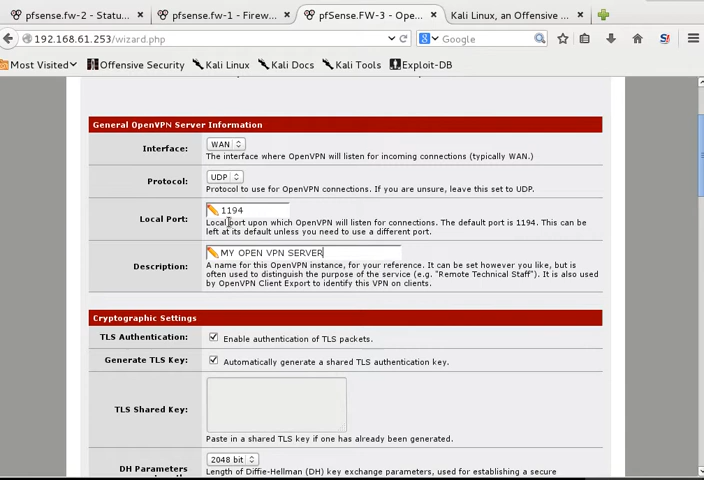 pfsense.fw-2 - Statu...
pfsense.fw-1 - Firew...
pfSense.FW-3 - Ope...
Kali Linux, an Offensive ...
192.168.61.253/wizard.php
Google
Most Visited
Offensive Security
Kali Linux
Kali Docs
Kali Tools
Exploit-DB
General OpenVPN Server Information
Interface: WAN
The interface where OpenVPN will listen for incoming connections (typically WAN.)
Protocol: UDP
Protocol to use for OpenVPN connections. If you are unsure, leave this set to UDP.
Local Port: 1194
Local port upon which OpenVPN will listen for connections. The default port is 1194. This can be
left at its default unless you need to use a different port.
Description: MY OPEN VPN SERVER
A name for this OpenVPN instance, for your reference. It can be set however you like, but is
often used to distinguish the purpose of the service (e.g. "Remote Technical Staff"). It is also used
by OpenVPN Client Export to identify this VPN on clients.
Cryptographic Settings
TLS Authentication: Enable authentication of TLS packets.
Generate TLS Key: Automatically generate a shared TLS authentication key.
TLS Shared Key:
Paste in a shared TLS key if one has already been generated.
DH Parameters 2048 bit
Length of Diffie-Hellman (DH) key exchange parameters, used for establishing a secure